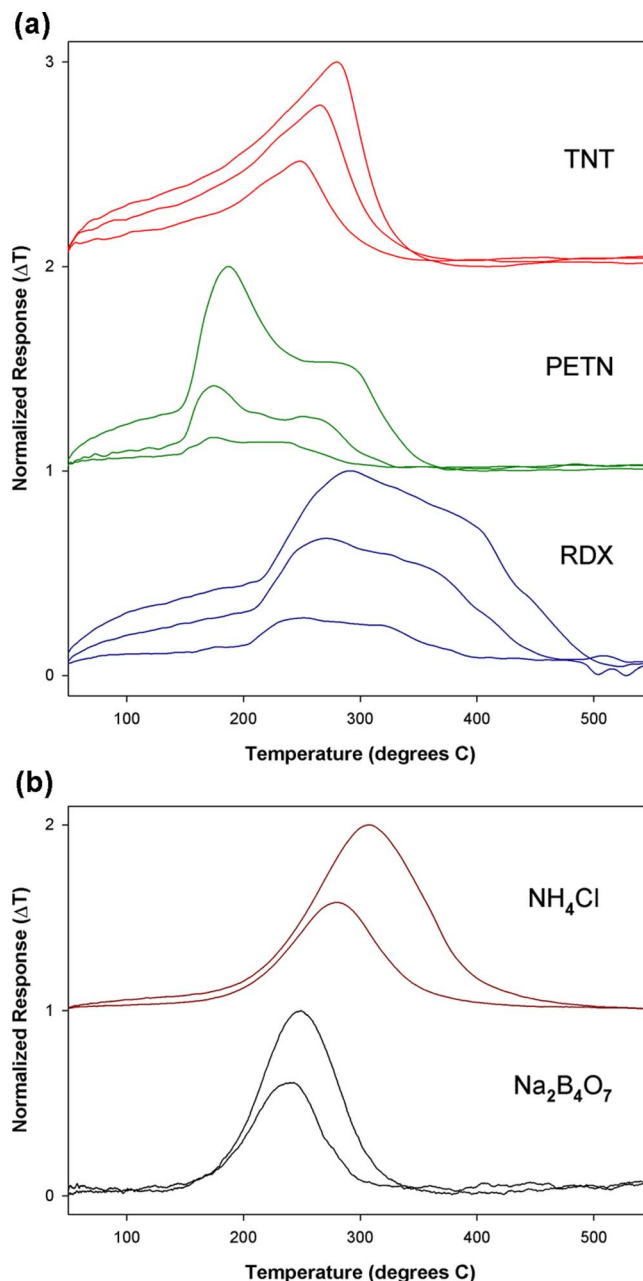 (a)
3
TNT
2
PETN
1
RDX
0
Normalized Response (ΔT)
100 200 300 400 500
Temperature (degrees C)
(b)
2
NH₄Cl
1
Na₂B₄O₇
0
Normalized Response (ΔT)
100 200 300 400 500
Temperature (degrees C)